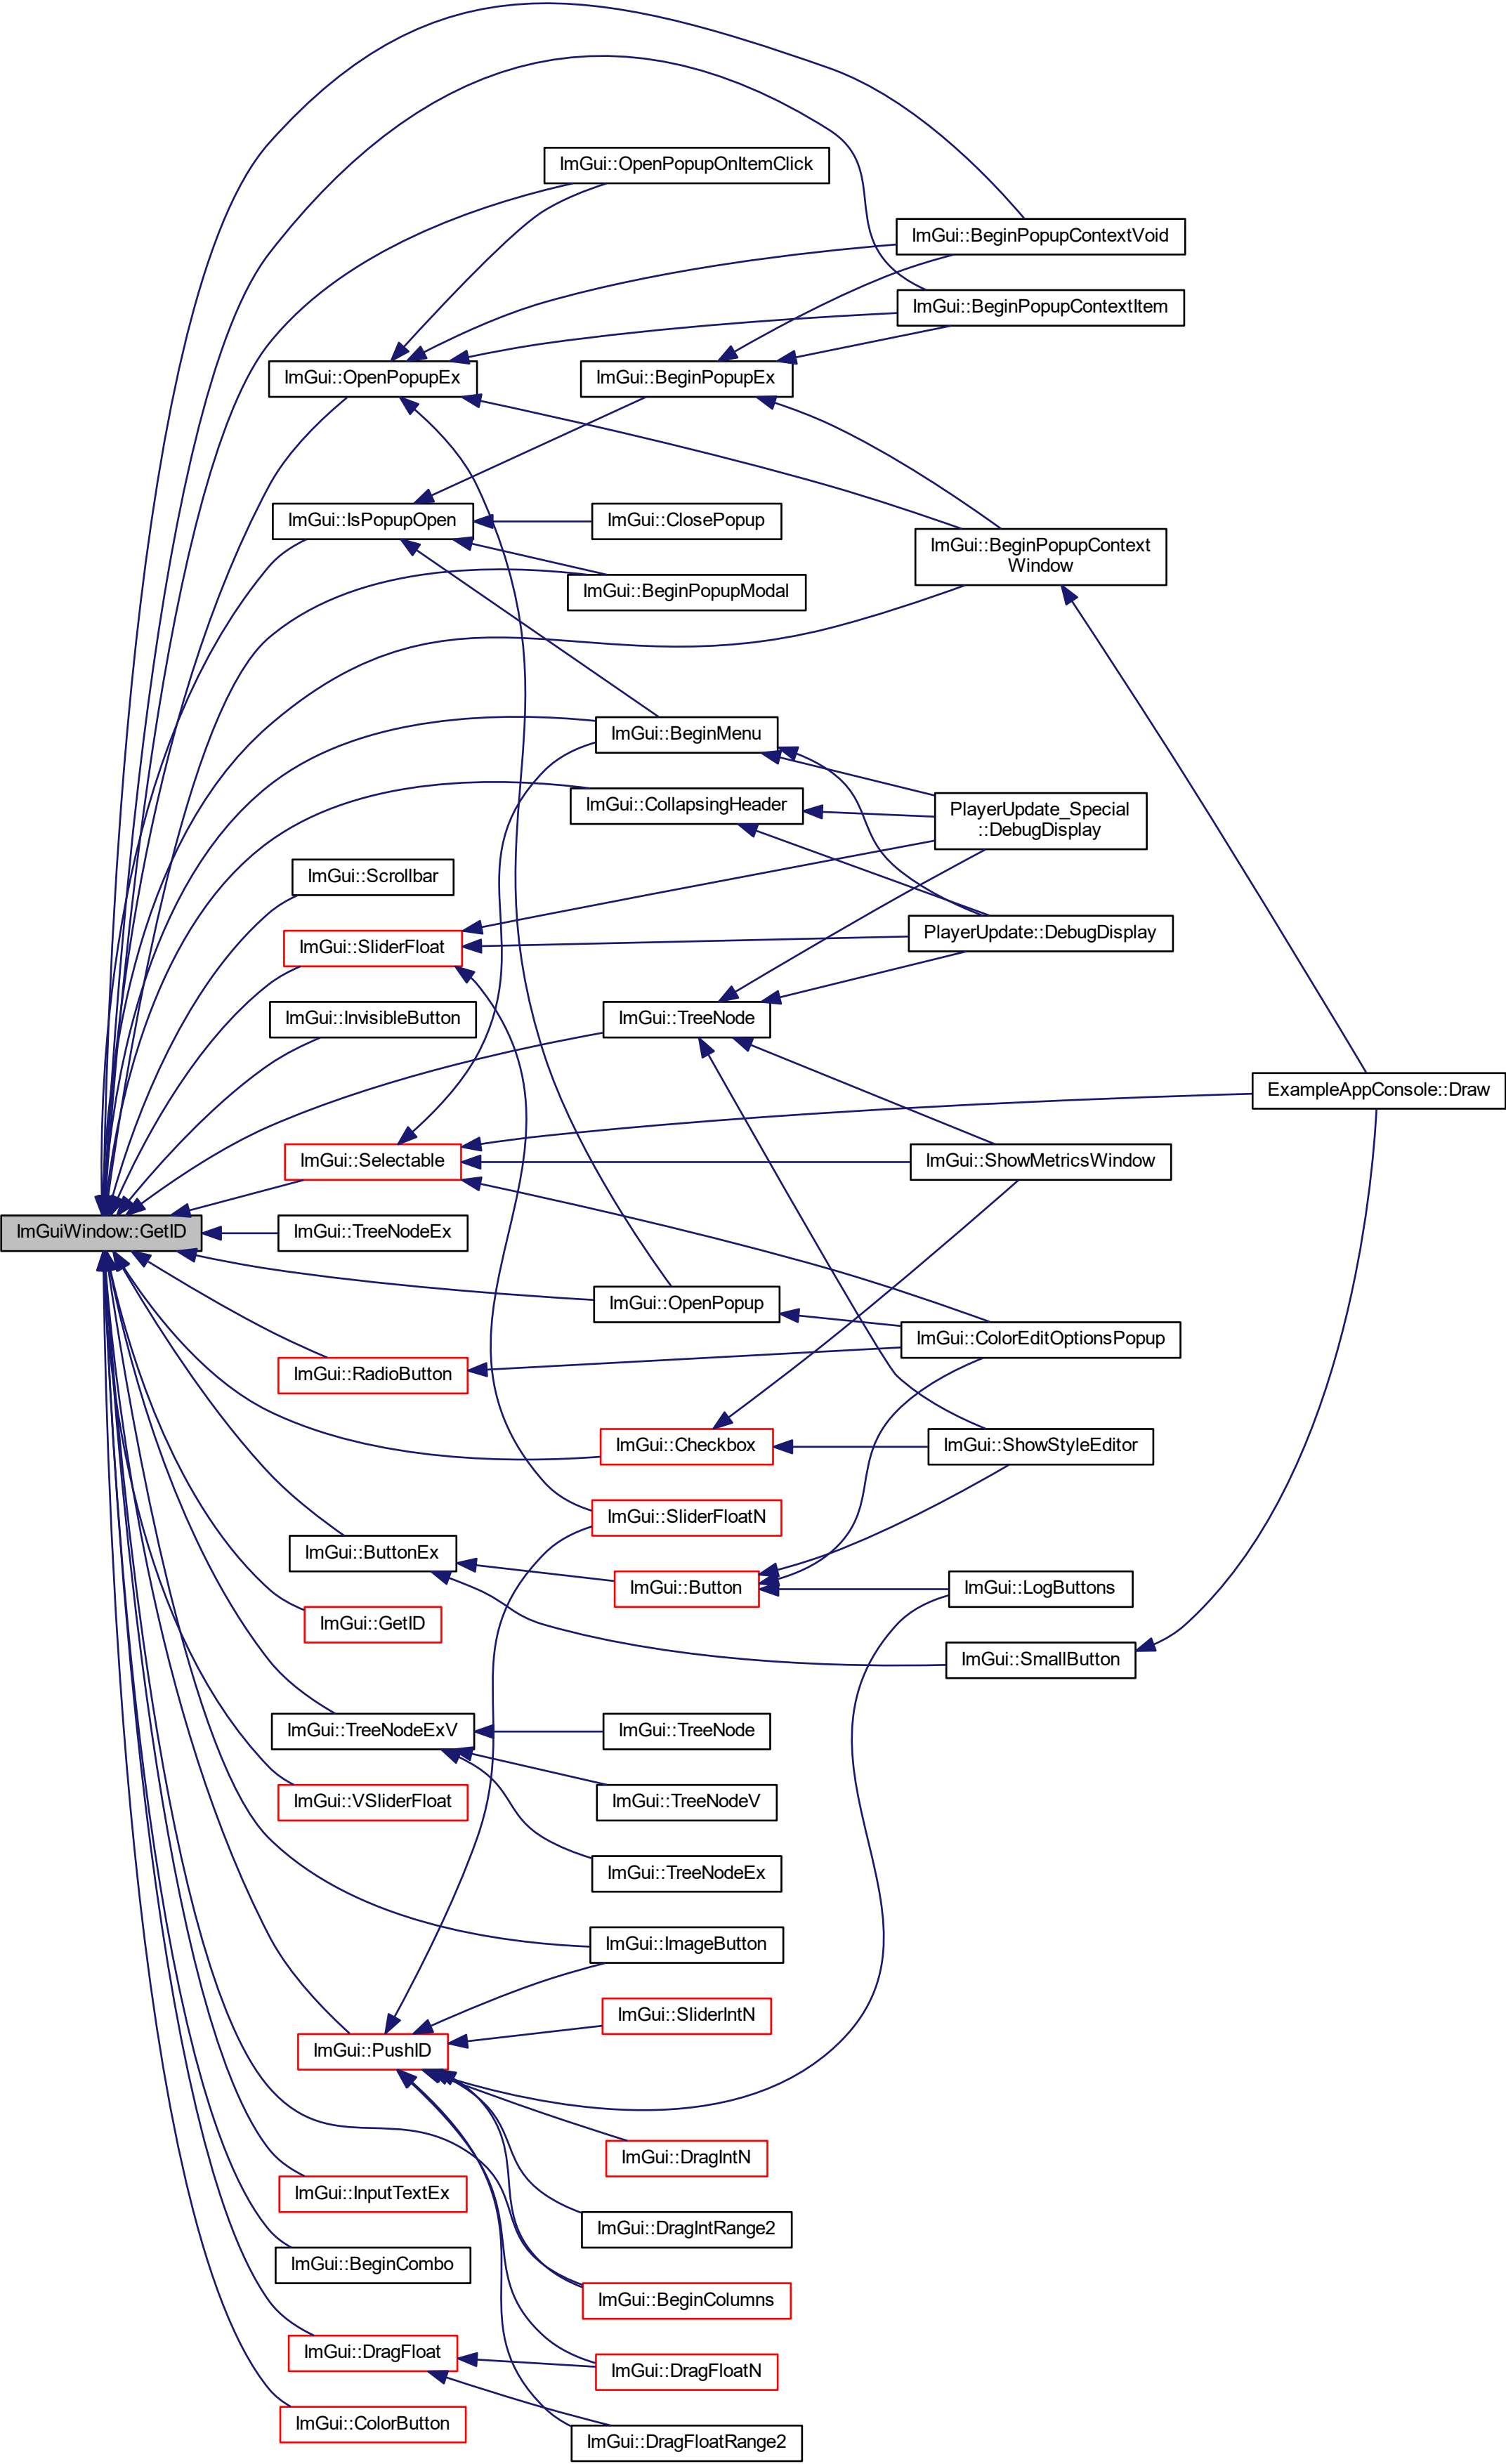 ImGui::OpenPopupOnItemClick
ImGui::BeginPopupContextVoid
ImGui::BeginPopupContextItem
ImGui::OpenPopupEx
ImGui::BeginPopupEx
ImGui::IsPopupOpen
ImGui::ClosePopup
ImGui::BeginPopupContext
Window
ImGui::BeginPopupModal
ImGui::BeginMenu
ImGui::CollapsingHeader
PlayerUpdate_Special
::DebugDisplay
ImGui::Scrollbar
ImGui::SliderFloat
PlayerUpdate::DebugDisplay
ImGui::InvisibleButton
ImGui::TreeNode
ExampleAppConsole::Draw
ImGui::Selectable
ImGui::ShowMetricsWindow
ImGuiWindow::GetID
ImGui::TreeNodeEx
ImGui::OpenPopup
ImGui::ColorEditOptionsPopup
ImGui::RadioButton
ImGui::Checkbox
ImGui::ShowStyleEditor
ImGui::SliderFloatN
ImGui::ButtonEx
ImGui::Button
ImGui::LogButtons
ImGui::GetID
ImGui::SmallButton
ImGui::TreeNodeExV
ImGui::TreeNode
ImGui::VSliderFloat
ImGui::TreeNodeV
ImGui::TreeNodeEx
ImGui::ImageButton
ImGui::SliderIntN
ImGui::PushID
ImGui::DragIntN
ImGui::InputTextEx
ImGui::DragIntRange2
ImGui::BeginCombo
ImGui::BeginColumns
ImGui::DragFloat
ImGui::DragFloatN
ImGui::ColorButton
ImGui::DragFloatRange2